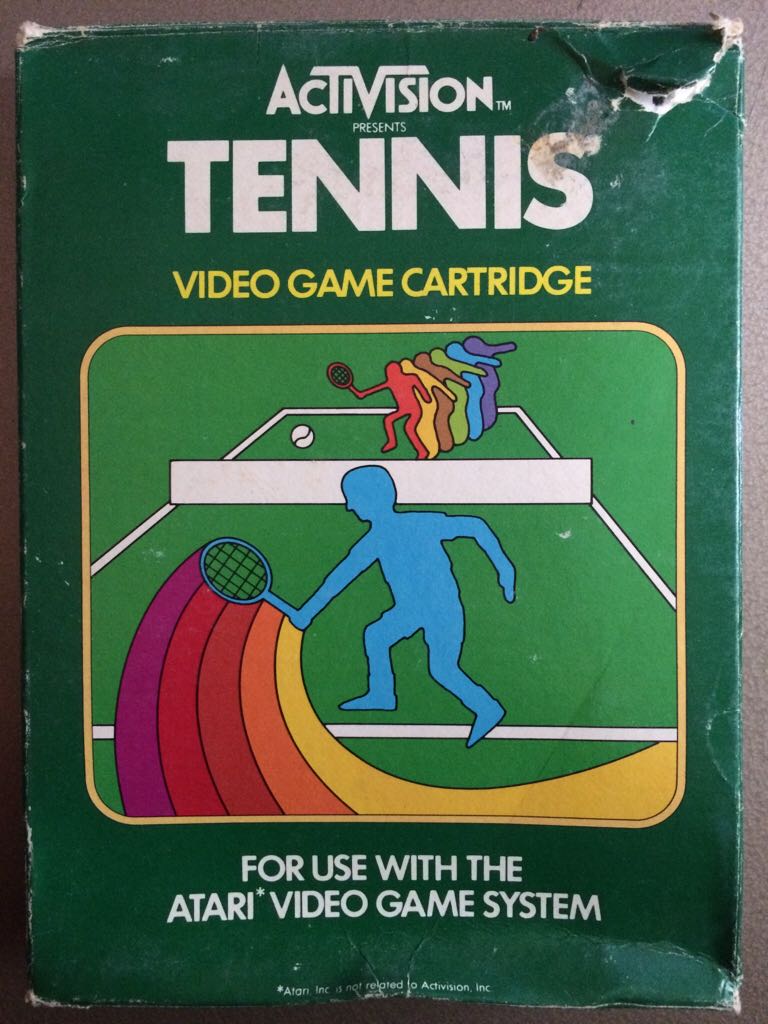 ACTIVISION™
PRESENTS
TENNIS
VIDEO GAME CARTRIDGE
FOR USE WITH THE
ATARI* VIDEO GAME SYSTEM
*Atari, Inc. is not related to Activision, Inc.